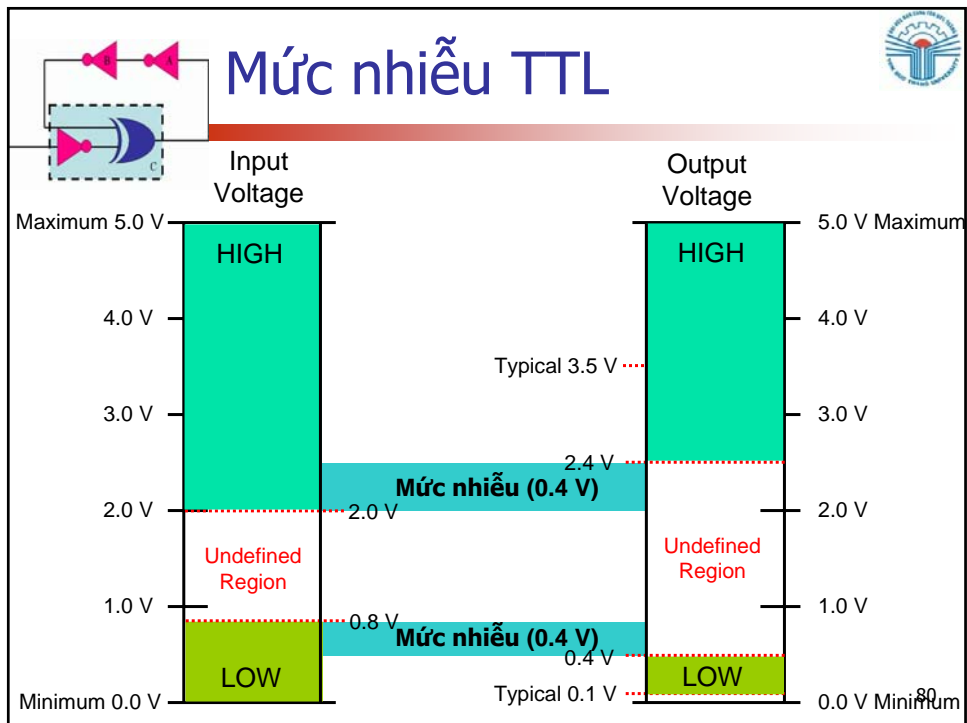 Mức nhiễu TTL
B
A
C
Input
Voltage
Output
Voltage
Maximum 5.0 V
HIGH
HIGH
5.0 V Maximum
4.0 V
4.0 V
Typical 3.5 V
3.0 V
3.0 V
2.4 V
Mức nhiễu (0.4 V)
2.0 V
2.0 V
2.0 V
Undefined
Region
Undefined
Region
1.0 V
1.0 V
0.8 V
Mức nhiễu (0.4 V)
0.4 V
LOW
LOW
Typical 0.1 V
Minimum 0.0 V
0.0 V Minimum
80